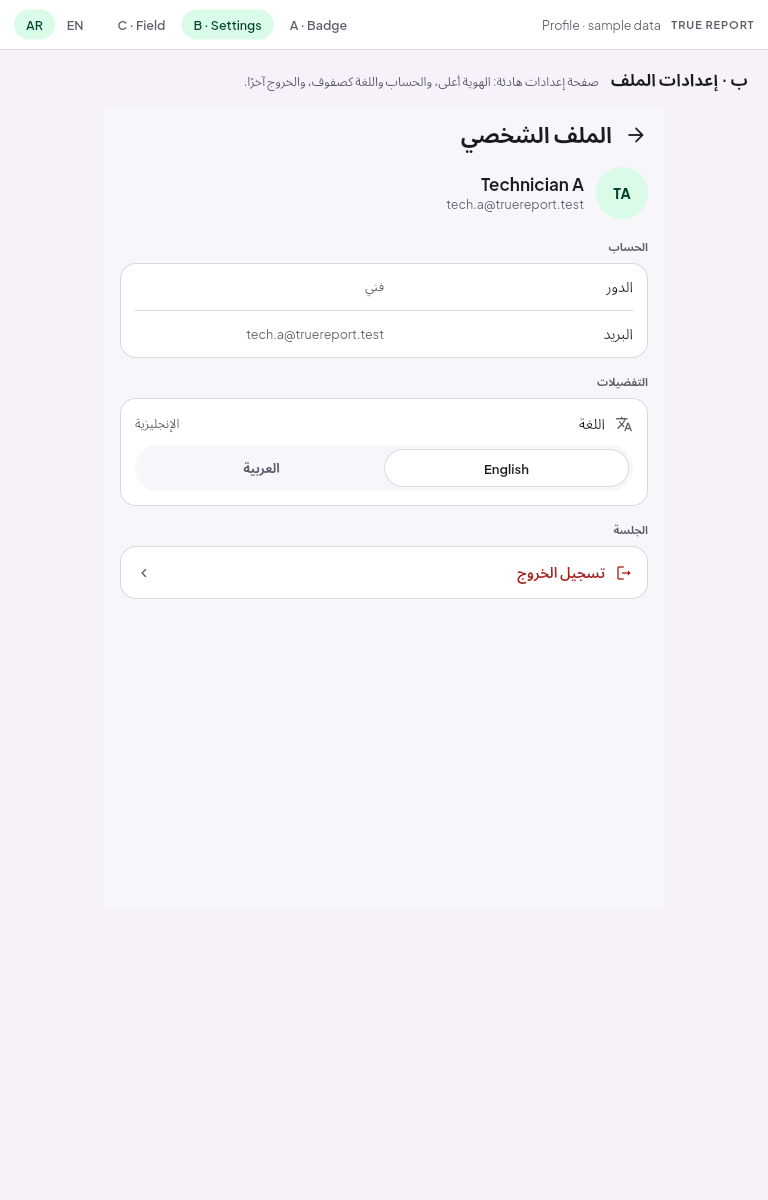 TRUE REPORT Profile · sample data A · Badge B · Settings C · Field EN AR
ب · إعدادات الملف صفحة إعدادات هادئة: الهوية أعلى، والحساب واللغة كصفوف، والخروج آخرًا.
الملف الشخصي
TA Technician A
tech.a@truereport.test
الحساب
الدور فني
البريد tech.a@truereport.test
التفضيلات
اللغة الإنجليزية
English العربية
الجلسة
تسجيل الخروج